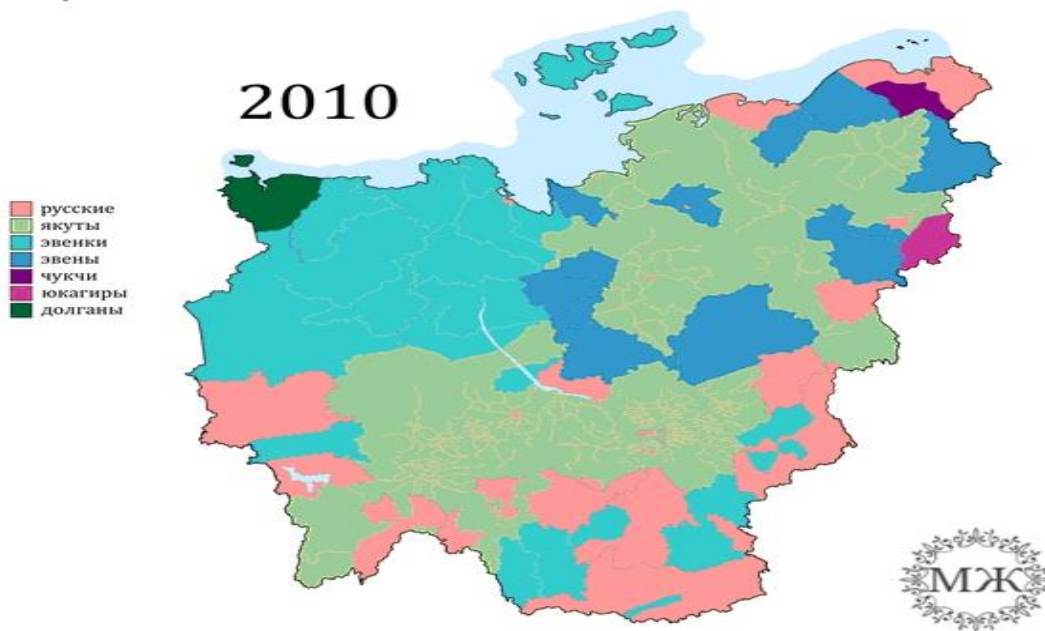 2010
русские
якуты
эвенки
эвены
чукчи
юкагиры
долганы
МЖ